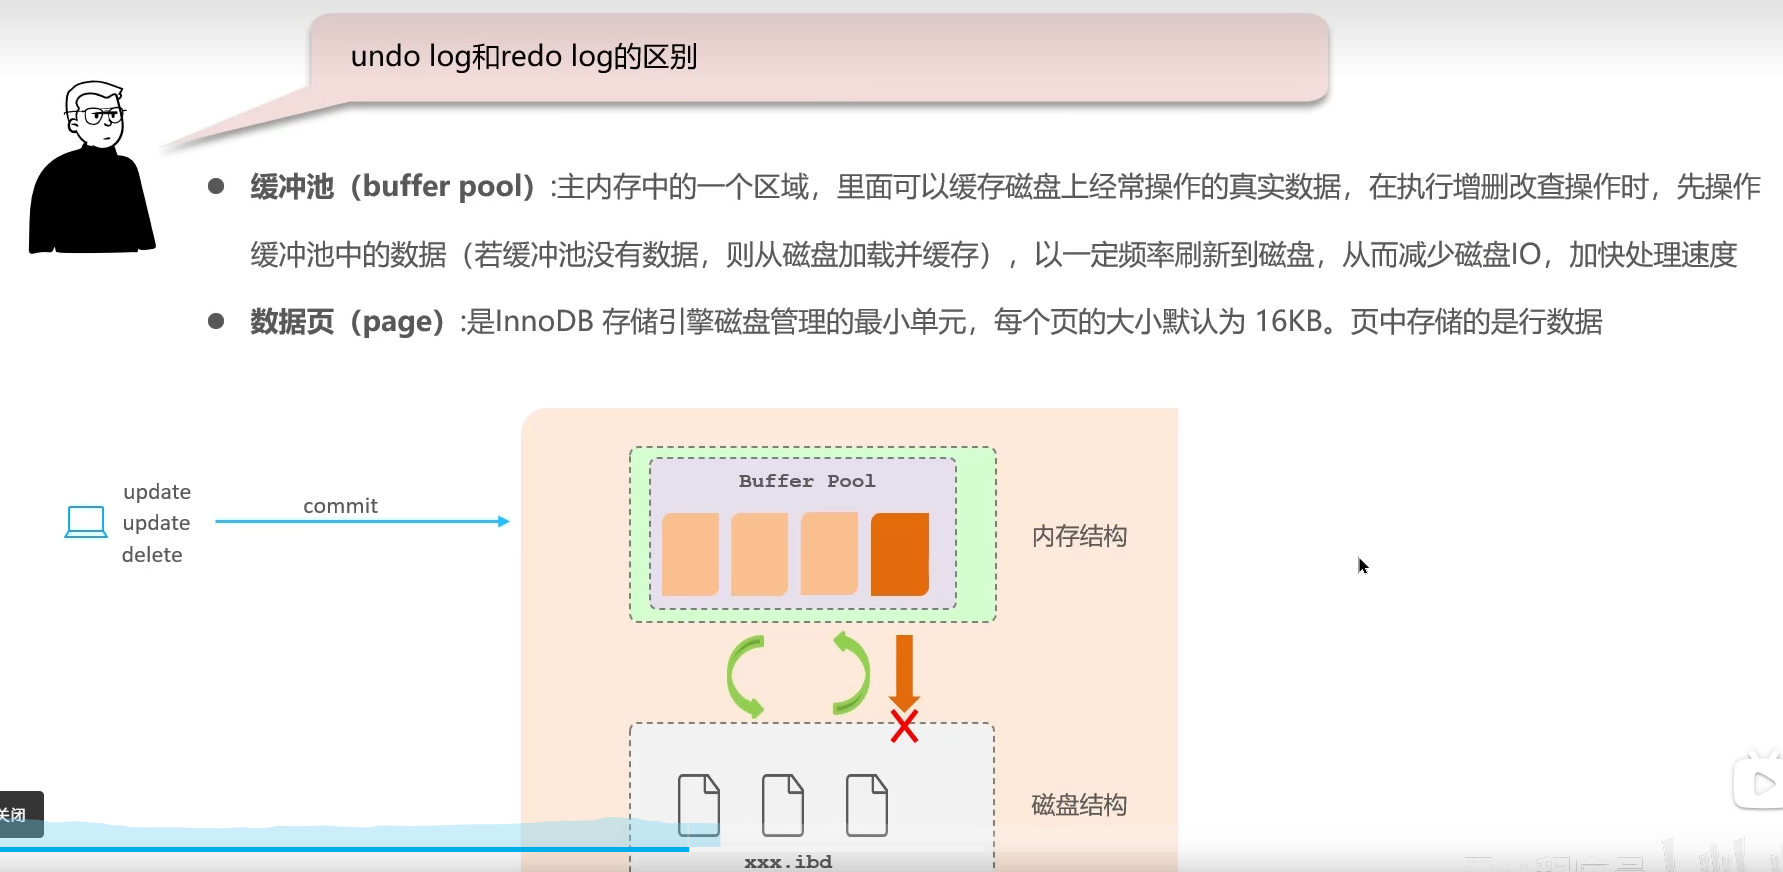 undo log和redo log的区别
缓冲池（buffer pool）:主内存中的一个区域，里面可以缓存磁盘上经常操作的真实数据，在执行增删改查操作时，先操作
缓冲池中的数据（若缓冲池没有数据，则从磁盘加载并缓存），以一定频率刷新到磁盘，从而减少磁盘IO，加快处理速度
数据页（page）:是InnoDB 存储引擎磁盘管理的最小单元，每个页的大小默认为 16KB。页中存储的是行数据
Buffer Pool
update
commit
update
delete
内存结构
磁盘结构
关闭
xxx.ibd